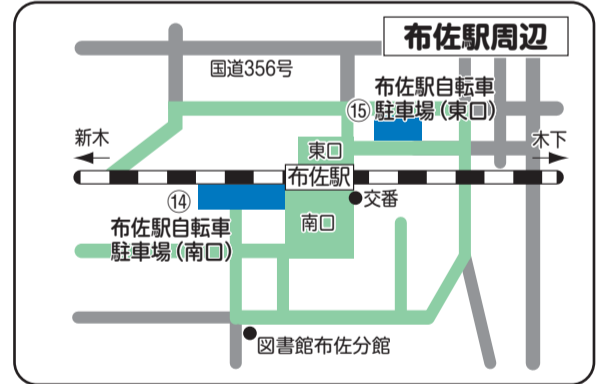 布佐駅周辺
国道356号
布佐駅自転車
⑮駐車場（東口）
新木
木下
東口
布佐駅
交番
⑭
南口
布佐駅自転車
駐車場（南口）
図書館布佐分館